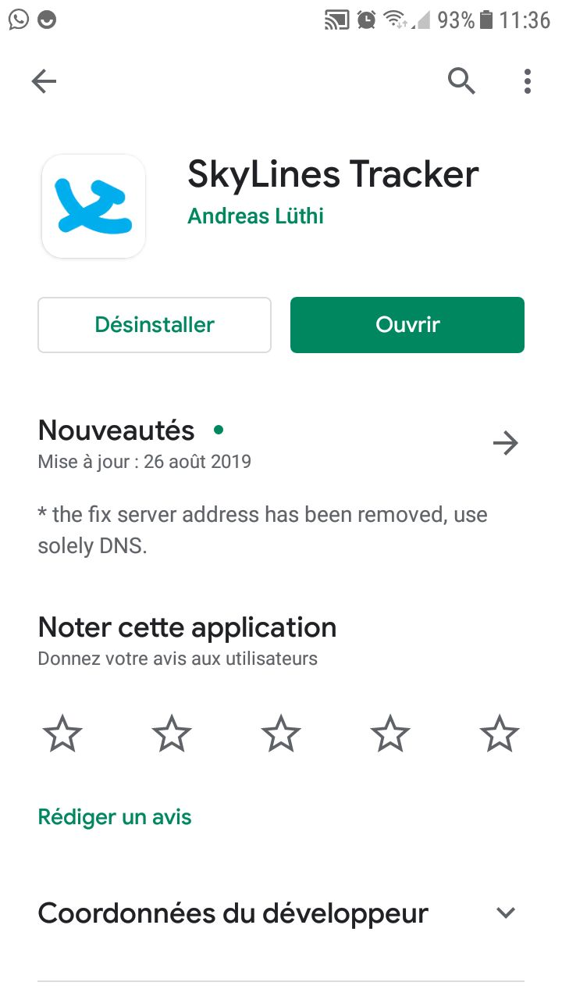 93% 11:36
SkyLines Tracker
Andreas Lüthi
Désinstaller
Ouvrir
Nouveautés
Mise à jour : 26 août 2019
* the fix server address has been removed, use
solely DNS.
Noter cette application
Donnez votre avis aux utilisateurs
Rédiger un avis
Coordonnées du développeur